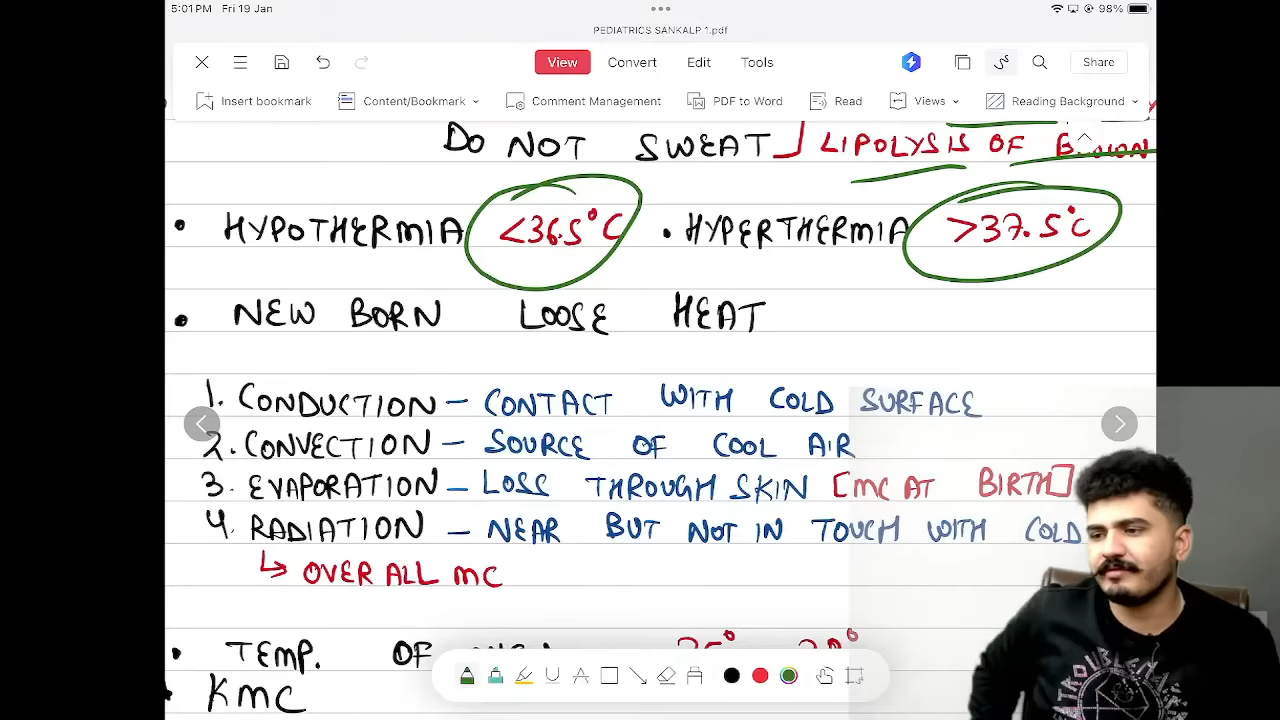 5:01 PM Fri 19 Jan
98%
PEDIATRICS SANKALP 1.pdf
View Convert Edit Tools Share
Insert bookmark Content/Bookmark Comment Management PDF to Word Read Views Reading Background
DO NOT SWEAT LIPOLYSIS OF
• HYPOTHERMIA <36.5°C • HYPERTHERMIA >37.5°C
• NEW BORN LOOSE HEAT
1. CONDUCTION - CONTACT WITH COLD SURFACE
2. CONVECTION - SOURCE OF COOL AIR
3. EVAPORATION - LOSS THROUGH SKIN [MC AT BIRTH]
4. RADIATION - NEAR BUT NOT IN TOUCH WITH COLD
↳ OVER ALL MC
• TEMP. OF
KMC